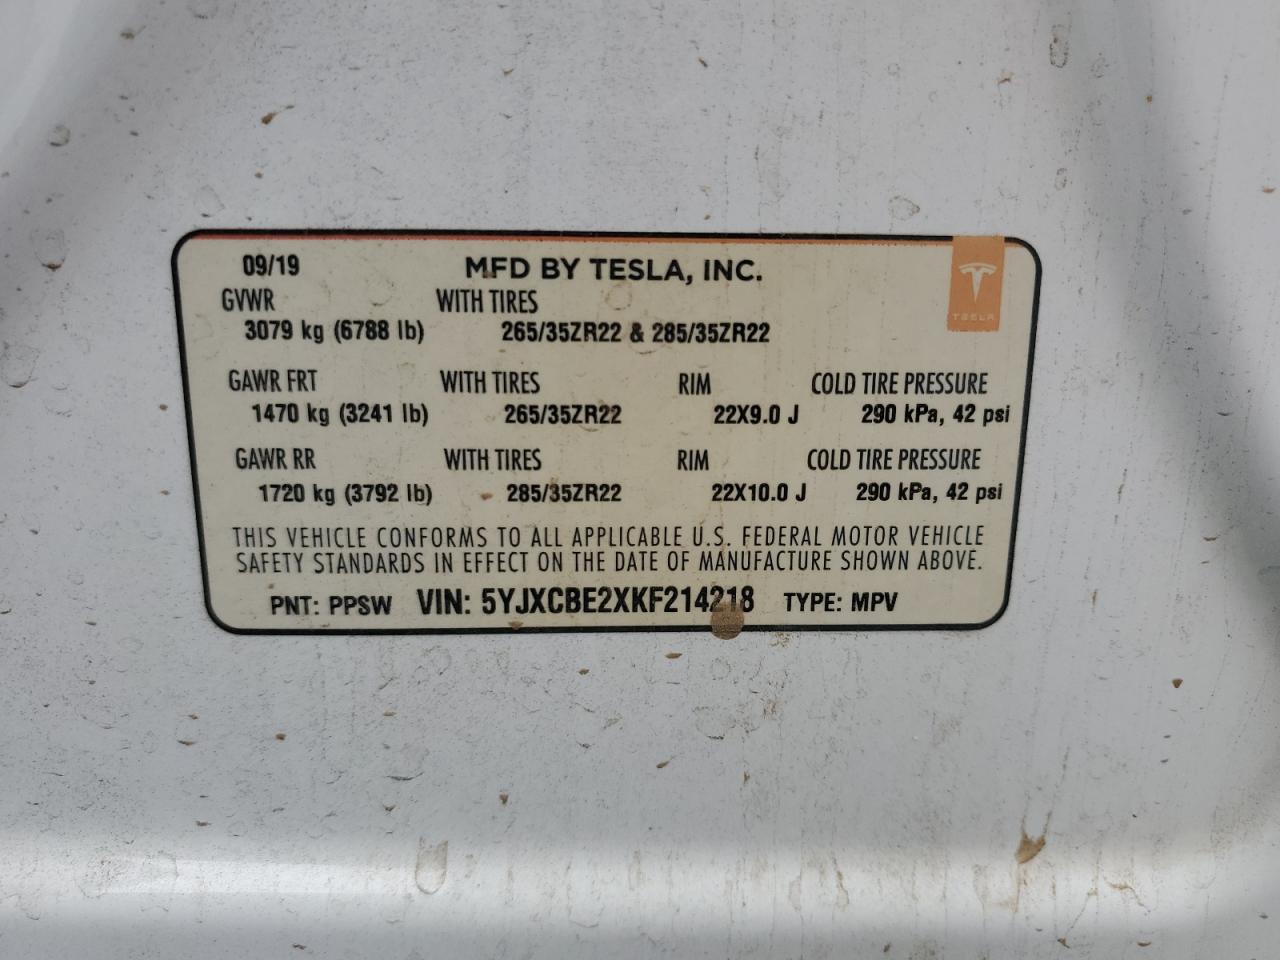 09/19 MFD BY TESLA, INC.
GVWR WITH TIRES
3079 kg (6788 lb) 265/35ZR22 & 285/35ZR22
TESLA
GAWR FRT WITH TIRES RIM COLD TIRE PRESSURE
1470 kg (3241 lb) 265/35ZR22 22X9.0 J 290 kPa, 42 psi
GAWR RR WITH TIRES RIM COLD TIRE PRESSURE
1720 kg (3792 lb) 285/35ZR22 22X10.0 J 290 kPa, 42 psi
THIS VEHICLE CONFORMS TO ALL APPLICABLE U.S. FEDERAL MOTOR VEHICLE
SAFETY STANDARDS IN EFFECT ON THE DATE OF MANUFACTURE SHOWN ABOVE.
PNT: PPSW VIN: 5YJXCBE2XKF214218 TYPE: MPV